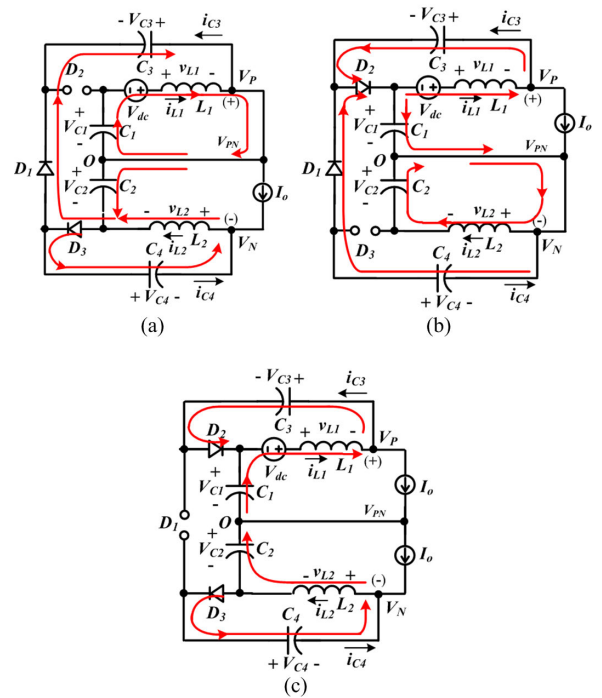 - V_C3 + i_C3
C_3
D_2 + v_L1 - V_P
+ - + (+)
V_dc i_L1 L_1
+ V_C1 - C_1
V_PN
O
+ V_C2 - C_2
D_1
I_o
- v_L2 + (-)
D_3 i_L2 L_2 V_N
C_4
+ V_C4 - i_C4
(a)
- V_C3 + i_C3
C_3
D_2 + v_L1 - V_P
- + (+)
V_dc i_L1 L_1
+ V_C1 - C_1
I_o
V_PN
O
+ V_C2 - C_2
D_1
- v_L2 + (-)
D_3 i_L2 L_2 V_N
C_4
+ V_C4 - i_C4
(b)
- V_C3 + i_C3
C_3
D_2 + v_L1 - V_P
- + (+)
V_dc i_L1 L_1
+ V_C1 - C_1
I_o
D_1 O V_PN
+ V_C2 - C_2
I_o
- v_L2 + (-)
D_3 i_L2 L_2 V_N
C_4
+ V_C4 - i_C4
(c)